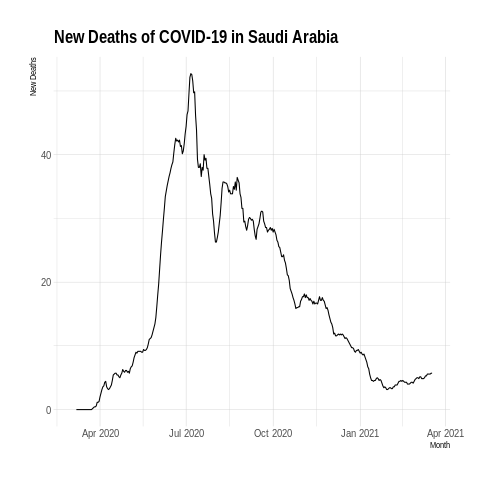 New Deaths of COVID-19 in Saudi Arabia
New Deaths
40
20
0
Apr 2020 Jul 2020 Oct 2020 Jan 2021 Apr 2021
Month